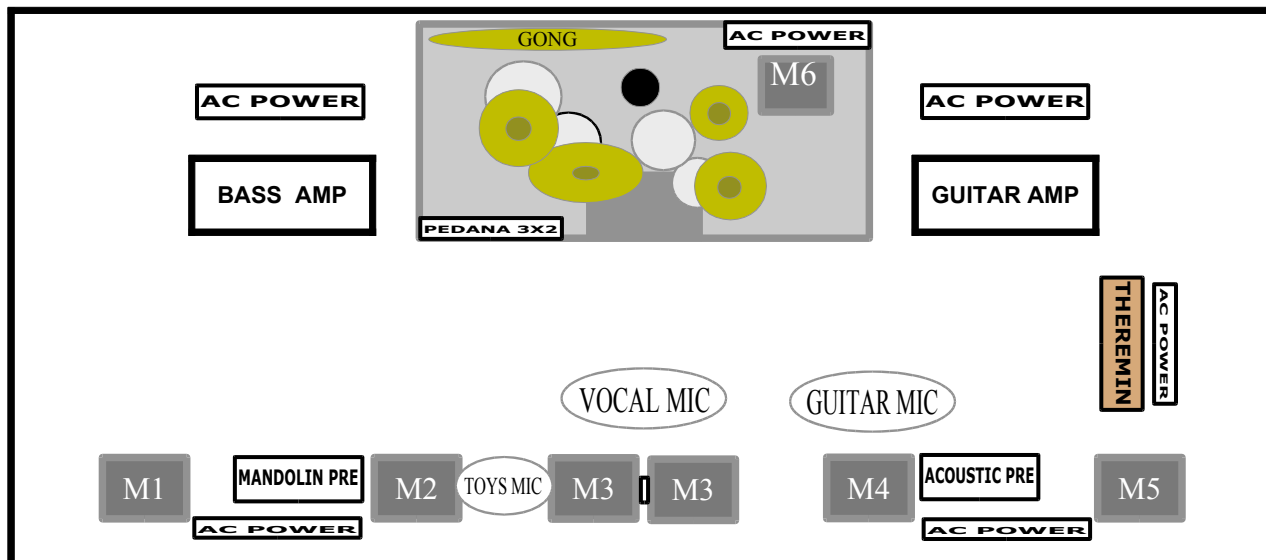 GONG
AC POWER
M6
AC POWER
AC POWER
BASS  AMP
GUITAR AMP
PEDANA 3X2
THEREMIN
AC POWER
VOCAL MIC
GUITAR MIC
M1
MANDOLIN PRE
M2
TOYS MIC
M3
M3
M4
ACOUSTIC PRE
M5
AC POWER
AC POWER